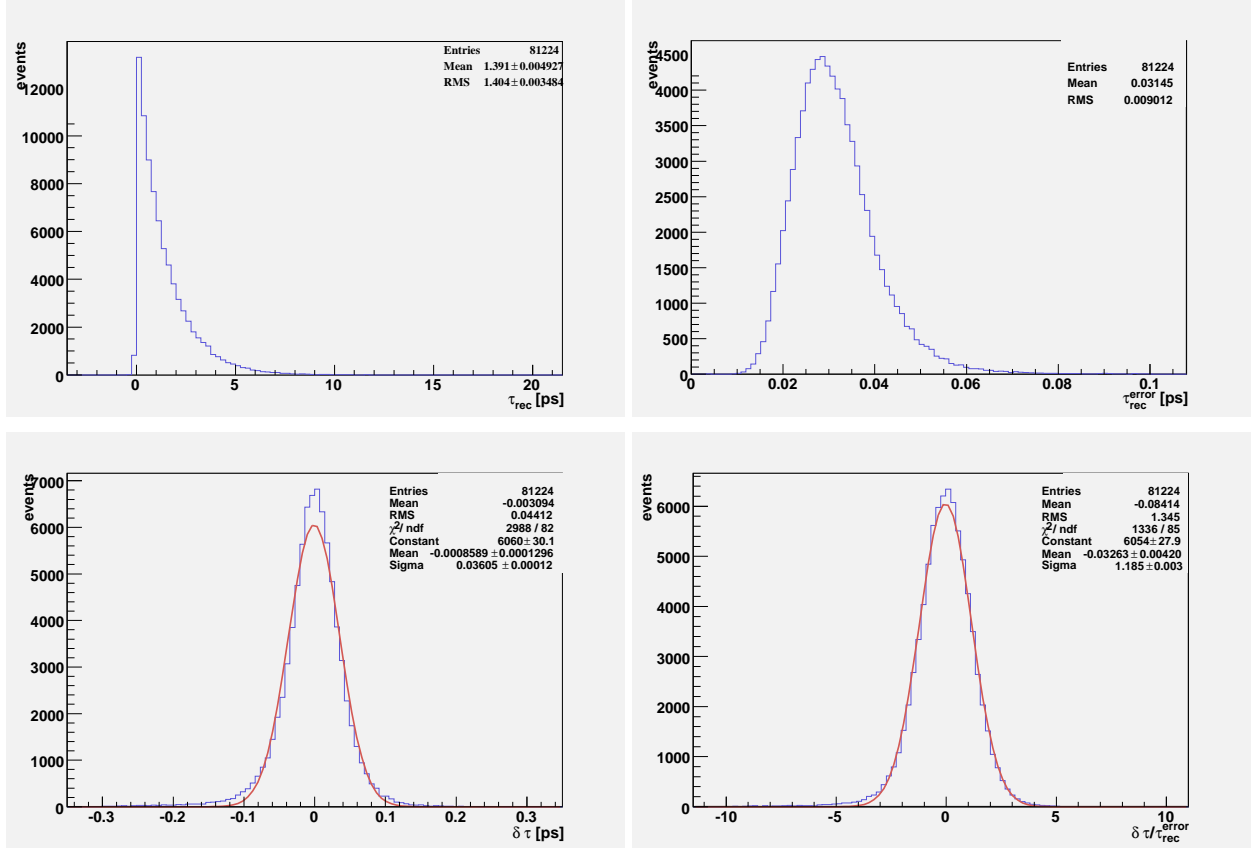 events
Entries 81224
Mean 1.391±0.004927
RMS 1.404±0.003484
12000
10000
8000
6000
4000
2000
0
0 5 10 15 20
τrec [ps]
events
Entries 81224
Mean 0.03145
RMS 0.009012
4500
4000
3500
3000
2500
2000
1500
1000
500
0
0 0.02 0.04 0.06 0.08 0.1
τrec^error [ps]
events
Entries 81224
Mean -0.003094
RMS 0.04412
χ²/ ndf 2988 / 82
Constant 6060±30.1
Mean -0.0008589 ±0.0001296
Sigma 0.03605 ±0.00012
7000
6000
5000
4000
3000
2000
1000
0
-0.3 -0.2 -0.1 0 0.1 0.2 0.3
δ τ [ps]
events
Entries 81224
Mean -0.08414
RMS 1.345
χ²/ ndf 1336 / 85
Constant 6054±27.9
Mean -0.03263±0.00420
Sigma 1.185±0.003
6000
5000
4000
3000
2000
1000
0
-10 -5 0 5 10
δ τ/τrec^error